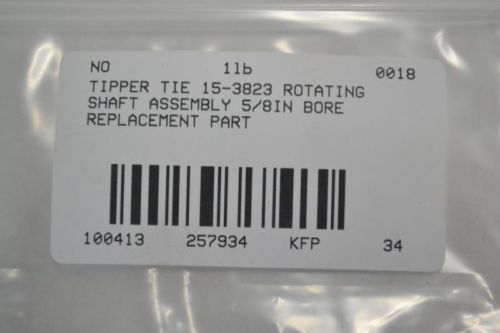 NO 1lb 0018
TIPPER TIE 15-3823 ROTATING
SHAFT ASSEMBLY 5/8IN BORE
REPLACEMENT PART
100413 257934 KFP 34